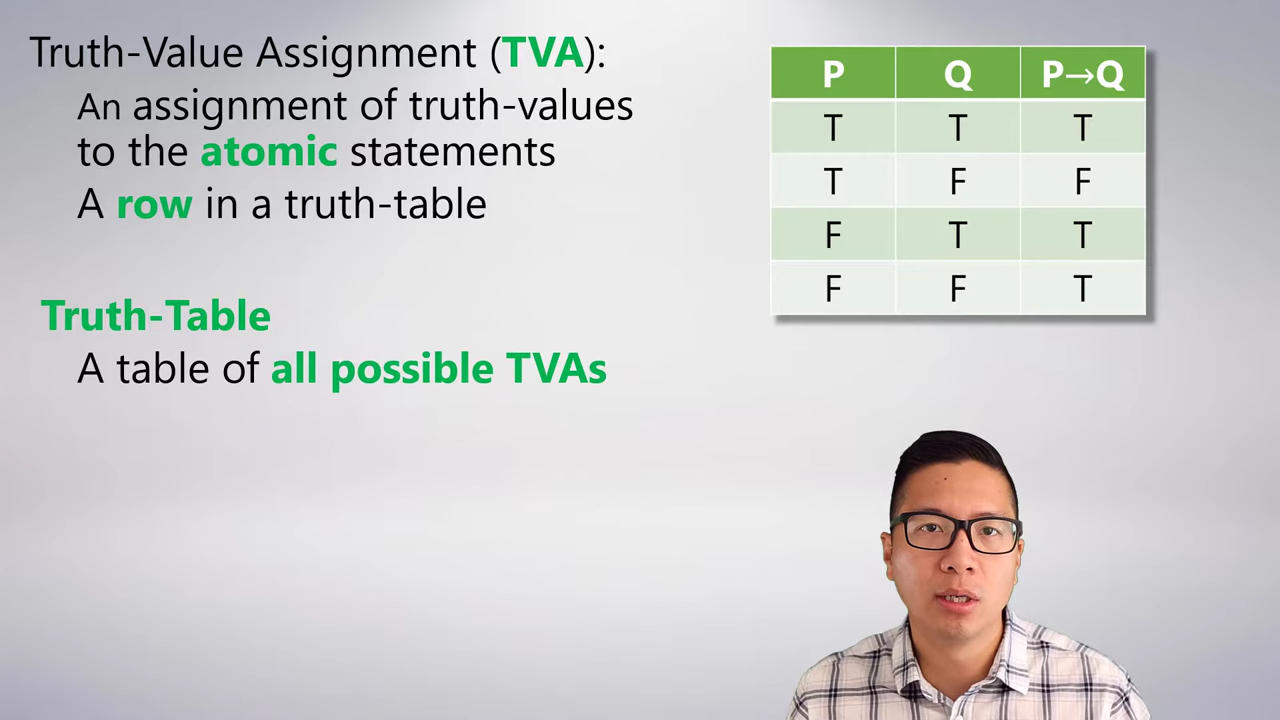 Truth-Value Assignment (TVA):
An assignment of truth-values
to the atomic statements
A row in a truth-table
Truth-Table
A table of all possible TVAs
P Q P→Q
T T T
T F F
F T T
F F T